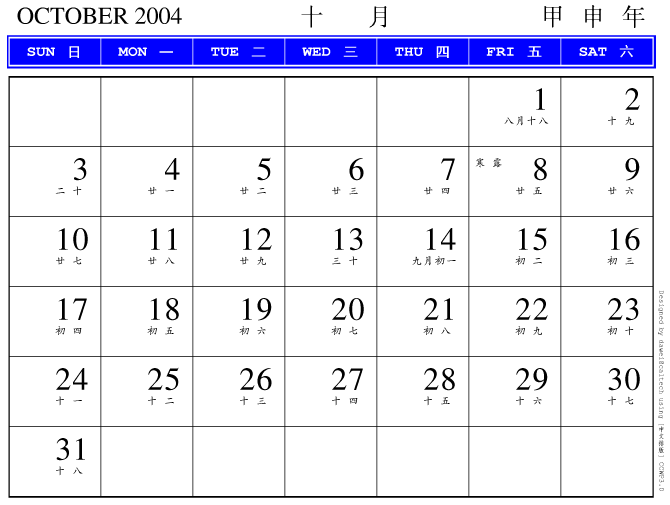 OCTOBER 2004 十 月 甲 申 年
SUN 日 MON 一 TUE 二 WED 三 THU 四 FRI 五 SAT 六
1 2
八月十八 十九
3 4 5 6 7 寒露 8 9
二十 廿一 廿二 廿三 廿四 廿五 廿六
10 11 12 13 14 15 16
廿七 廿八 廿九 三十 九月初一 初二 初三
17 18 19 20 21 22 23
初四 初五 初六 初七 初八 初九 初十
24 25 26 27 28 29 30
十一 十二 十三 十四 十五 十六 十七
31
十八
Designed by dawei@caltech using [中文排版] CCWP3.0